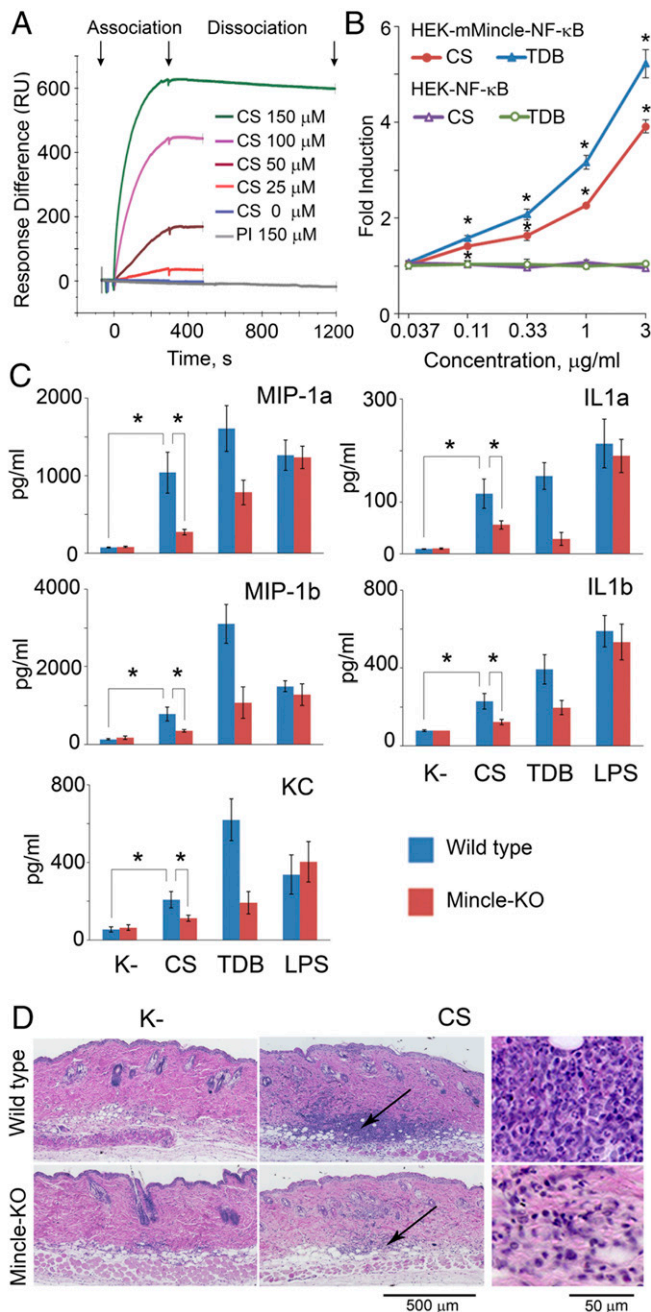 A
Association Dissociation
Response Difference (RU)
600
400
200
0
CS 150 μM
CS 100 μM
CS 50 μM
CS 25 μM
CS 0 μM
PI 150 μM
0 400 800 1200
Time, s
B
HEK-mMincle-NF-κB
CS TDB
HEK-NF-κB
CS TDB
Fold Induction
6
4
2
0
* * * * * * * *
0.037 0.11 0.33 1 3
Concentration, μg/ml
C
MIP-1a
pg/ml
2000
1000
0
* *
IL1a
pg/ml
300
100
0
* *
MIP-1b
pg/ml
4000
2000
0
* *
IL1b
pg/ml
800
400
0
* *
K- CS TDB LPS
KC
pg/ml
800
400
0
* *
K- CS TDB LPS
Wild type
Mincle-KO
D
K- CS
Wild type
Mincle-KO
500 μm 50 μm